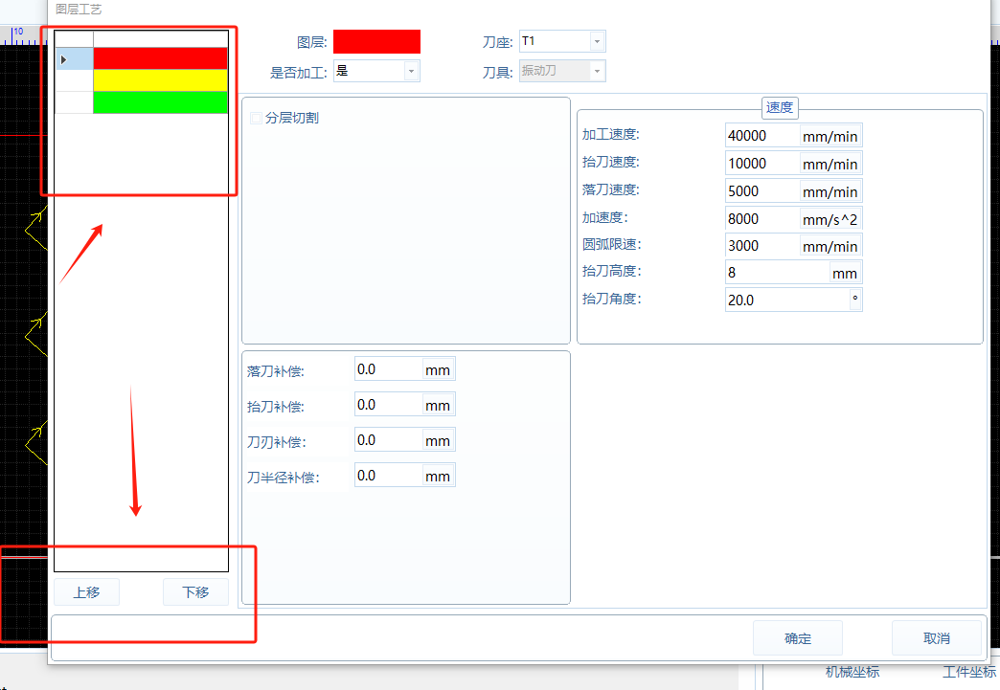 图层工艺
10
图层:
刀座: T1
是否加工: 是
刀具: 振动刀
分层切割
速度
加工速度: 40000 mm/min
抬刀速度: 10000 mm/min
落刀速度: 5000 mm/min
加速度: 8000 mm/s^2
圆弧限速: 3000 mm/min
抬刀高度: 8 mm
抬刀角度: 20.0 °
落刀补偿: 0.0 mm
抬刀补偿: 0.0 mm
刀刃补偿: 0.0 mm
刀半径补偿: 0.0 mm
上移 下移
确定 取消
机械坐标 工件坐标